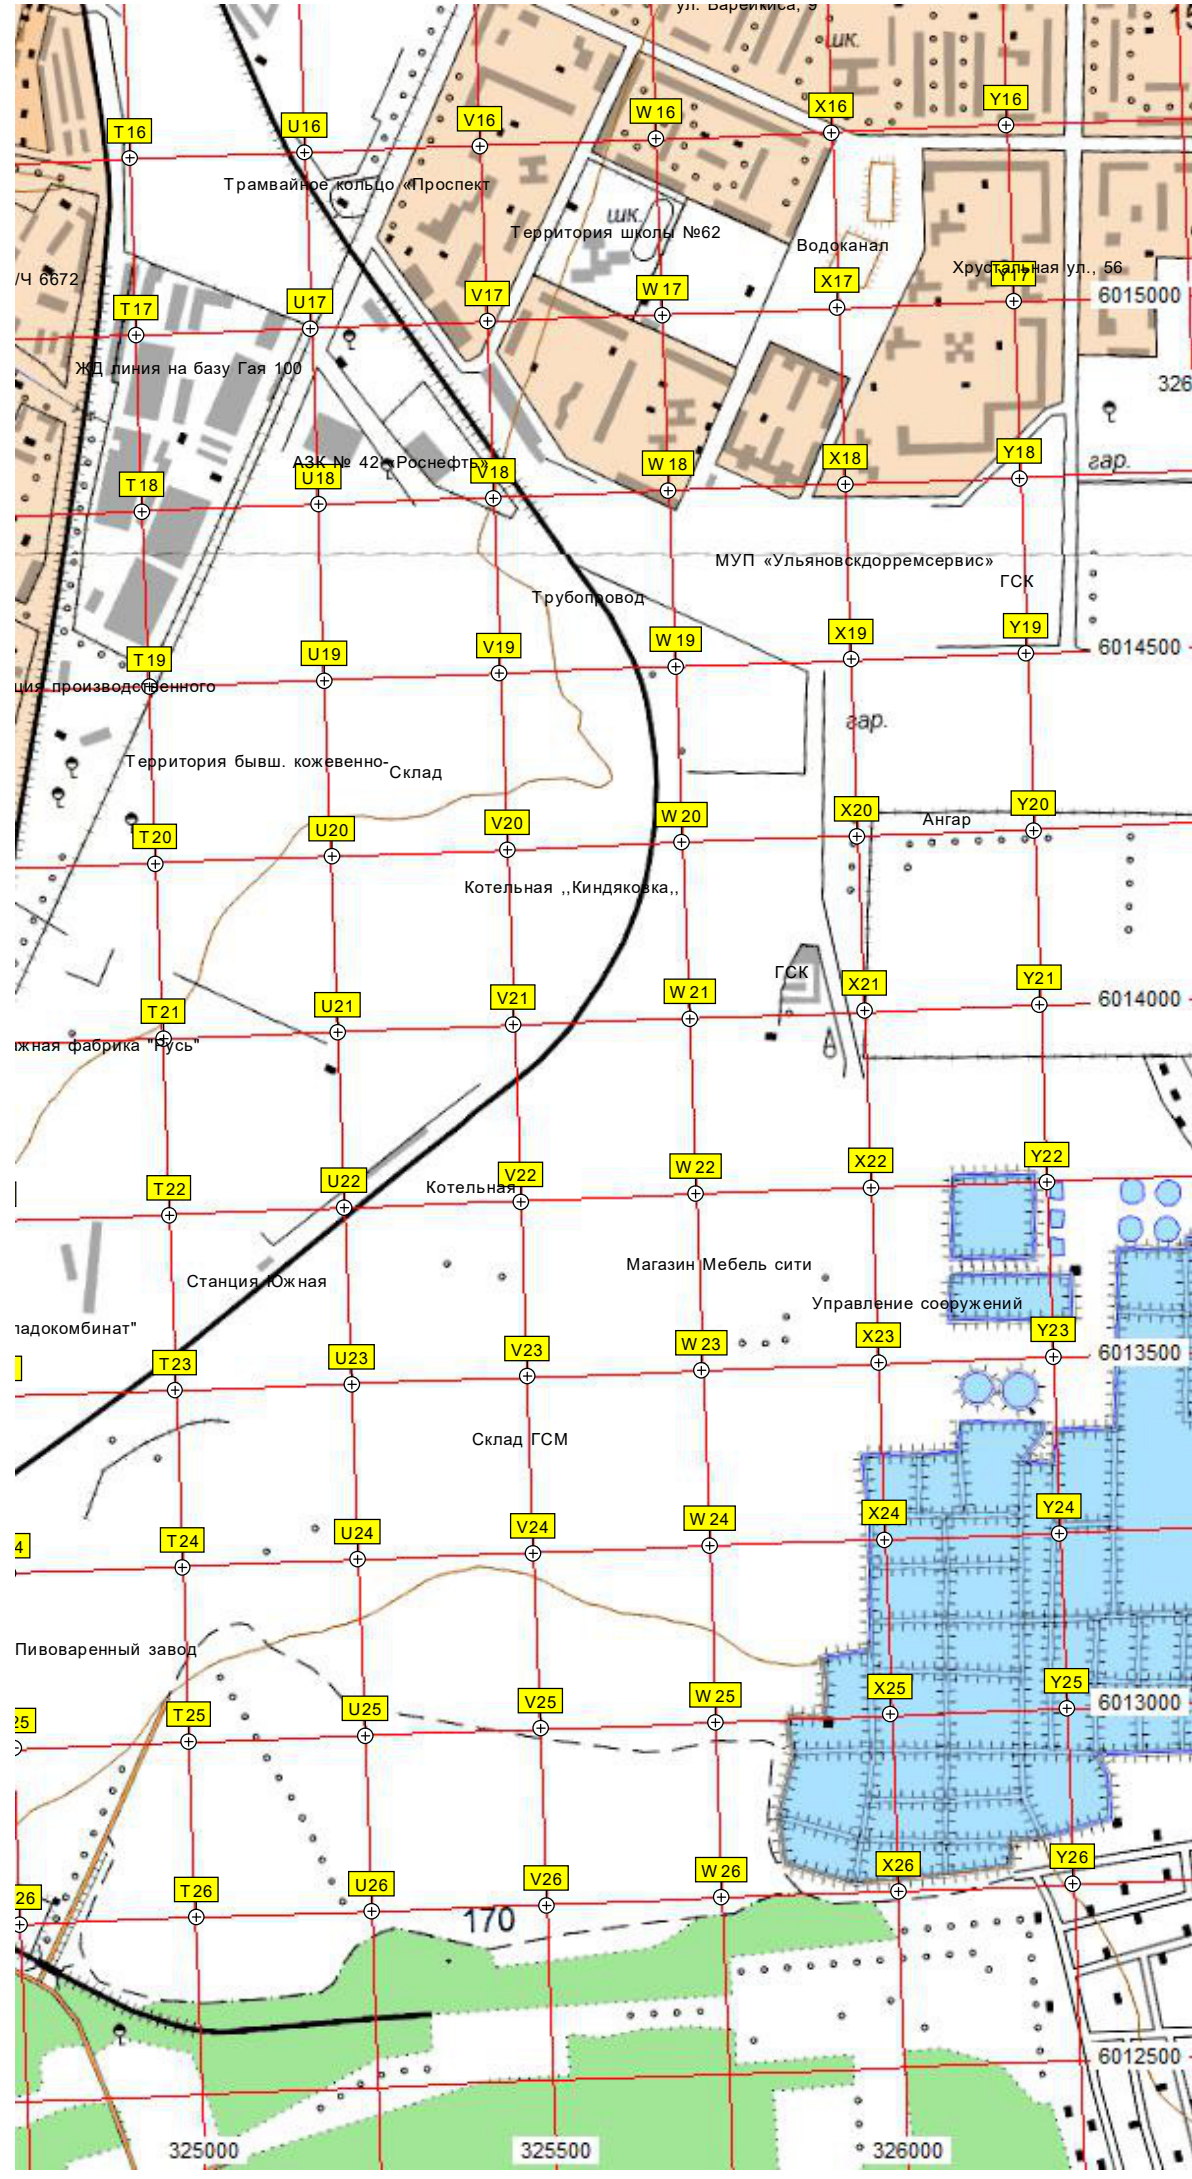 ул. Варейкиса, 9
шк.
T16
U16
V16
W16
X16
Y16
Трамвайное кольцо «Проспект
шк.
Территория школы №62
Водоканал
Хрустальная ул., 56
/Ч 6672
T17
U17
V17
W17
X17
Y17
6015000
ЖД линия на базу Гая 100
326
АЗК № 42 «Роснефть»
гар.
T18
U18
V18
W18
X18
Y18
МУП «Ульяновскдорремсервис»
ГСК
Трубопровод
T19
U19
V19
W19
X19
Y19
6014500
ция производственного
гар.
Территория бывш. кожевенно-
Склад
T20
U20
V20
W20
X20
Y20
Ангар
Котельная ,,Киндяковка,,
ГСК
T21
U21
V21
W21
X21
Y21
6014000
жная фабрика "Русь"
T22
U22
V22
W22
X22
Y22
Котельная
Станция Южная
Магазин Мебель сити
Управление сооружений
ладокомбинат"
T23
U23
V23
W23
X23
Y23
6013500
Склад ГСМ
4
T24
U24
V24
W24
X24
Y24
Пивоваренный завод
25
T25
U25
V25
W25
X25
Y25
6013000
26
T26
U26
V26
W26
X26
Y26
170
6012500
325000
325500
326000